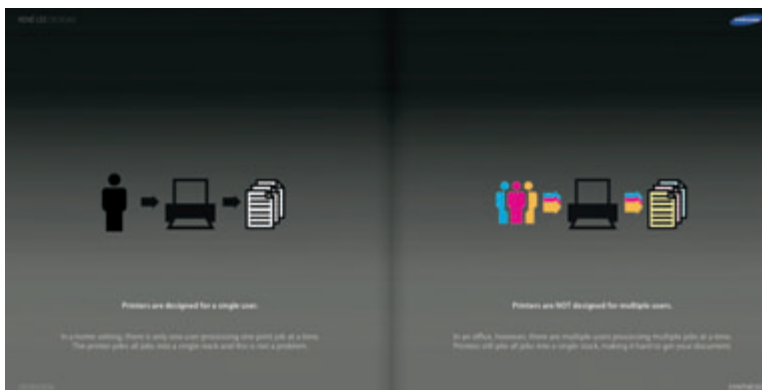 RENÉ LEE
SAMSUNG
Printers are designed for a single user.
In a home setting, there is only one user processing one print job at a time.
The printer piles all jobs into a single stack and this is not a problem.
Printers are NOT designed for multiple users.
In an office, however, there are multiple users processing multiple jobs at a time.
Printers still pile all jobs into a single stack, making it hard to get your document.